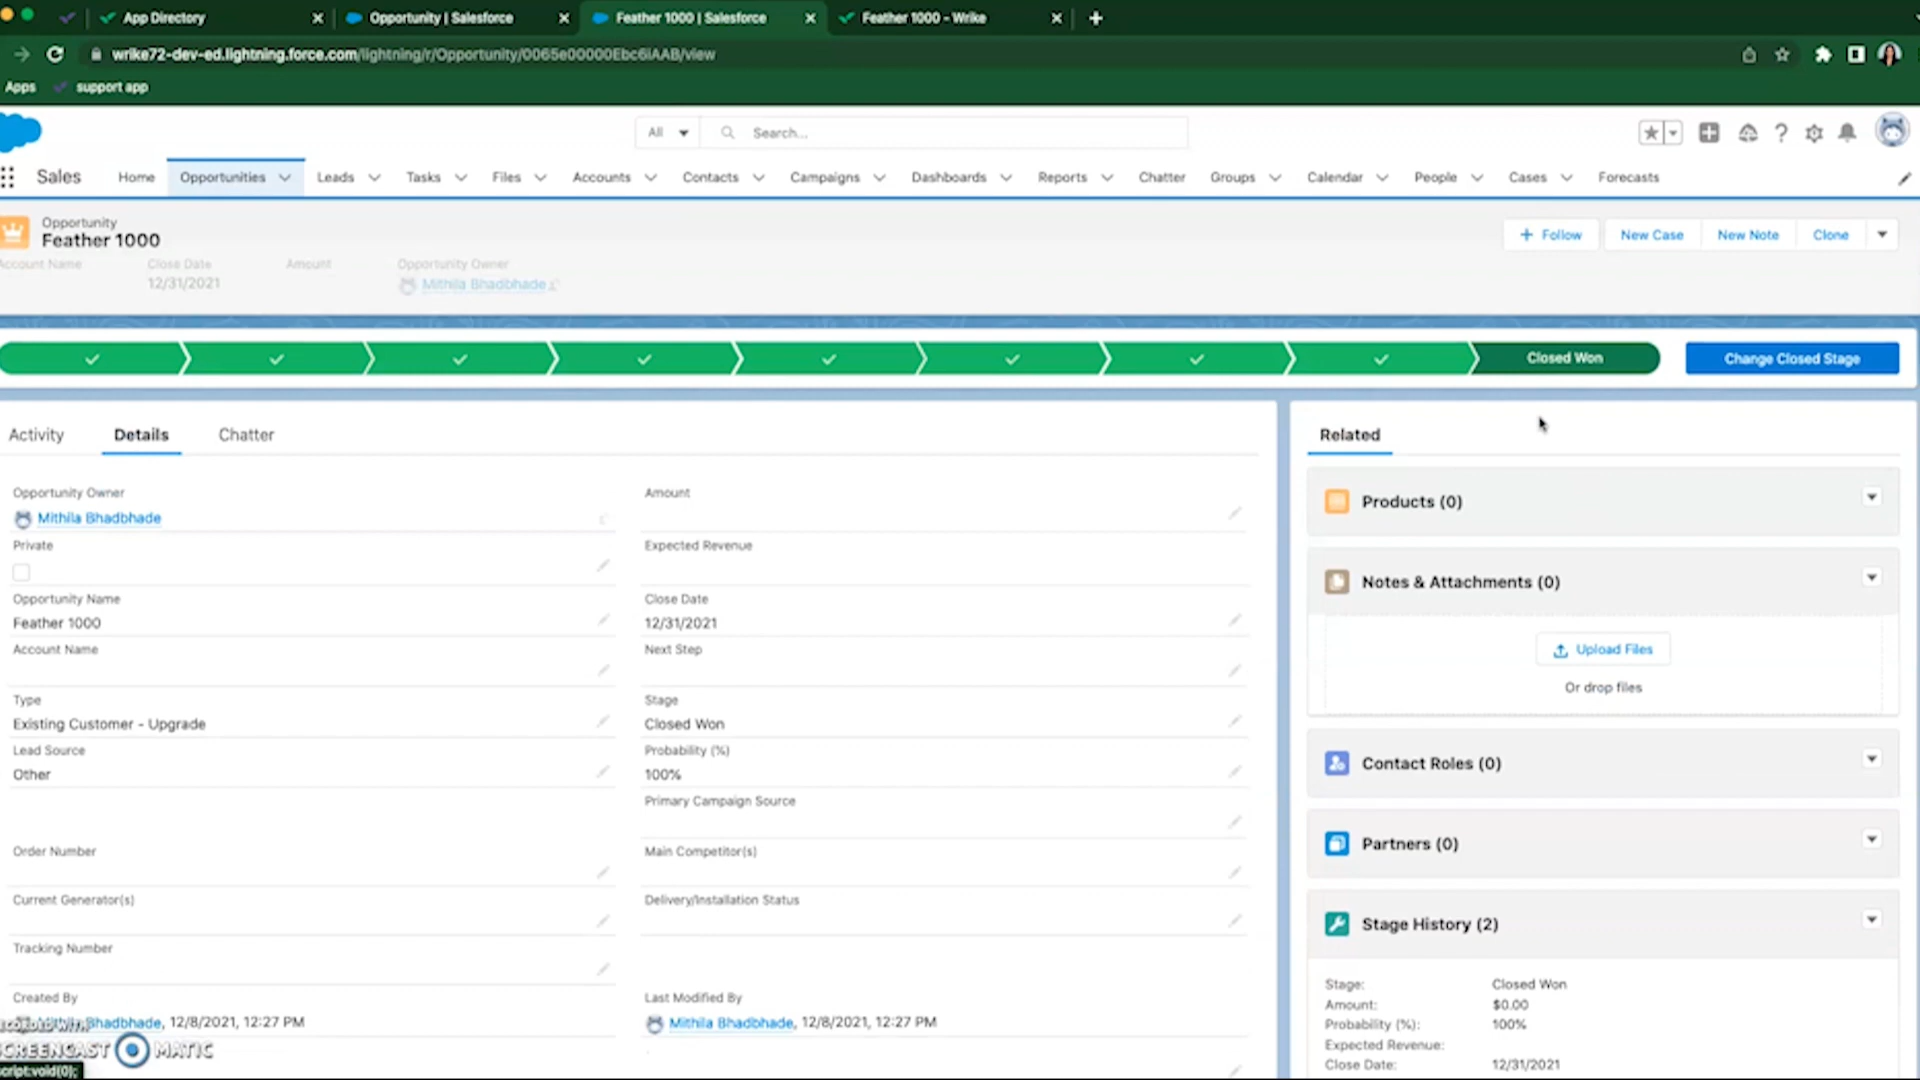 App Directory
Opportunity | Salesforce
Feather 1000 | Salesforce
Feather 1000 - Wrike
wrike72-dev-ed.lightning.force.com/lightning/r/Opportunity/0065e00000Ebc6iAAB/view
Apps
support app
All
Search...
Sales
Home
Opportunities
Leads
Tasks
Files
Accounts
Contacts
Campaigns
Dashboards
Reports
Chatter
Groups
Calendar
People
Cases
Forecasts
Opportunity
Feather 1000
Follow
New Case
New Note
Clone
Account Name
Close Date
Amount
Opportunity Owner
12/31/2021
Mithila Bhadbhade
Closed Won
Change Closed Stage
Activity
Details
Chatter
Related
Opportunity Owner
Mithila Bhadbhade
Amount
Private
Expected Revenue
Opportunity Name
Feather 1000
Close Date
12/31/2021
Account Name
Next Step
Type
Existing Customer - Upgrade
Stage
Closed Won
Lead Source
Other
Probability (%)
100%
Primary Campaign Source
Order Number
Main Competitor(s)
Current Generator(s)
Delivery/Installation Status
Tracking Number
Created By
Bhadbhade, 12/8/2021, 12:27 PM
Last Modified By
Mithila Bhadbhade, 12/8/2021, 12:27 PM
Products (0)
Notes & Attachments (0)
Upload Files
Or drop files
Contact Roles (0)
Partners (0)
Stage History (2)
Stage: Closed Won
Amount: $0.00
Probability (%): 100%
Expected Revenue:
Close Date: 12/31/2021
SCREENCAST MATIC
script:void(0);